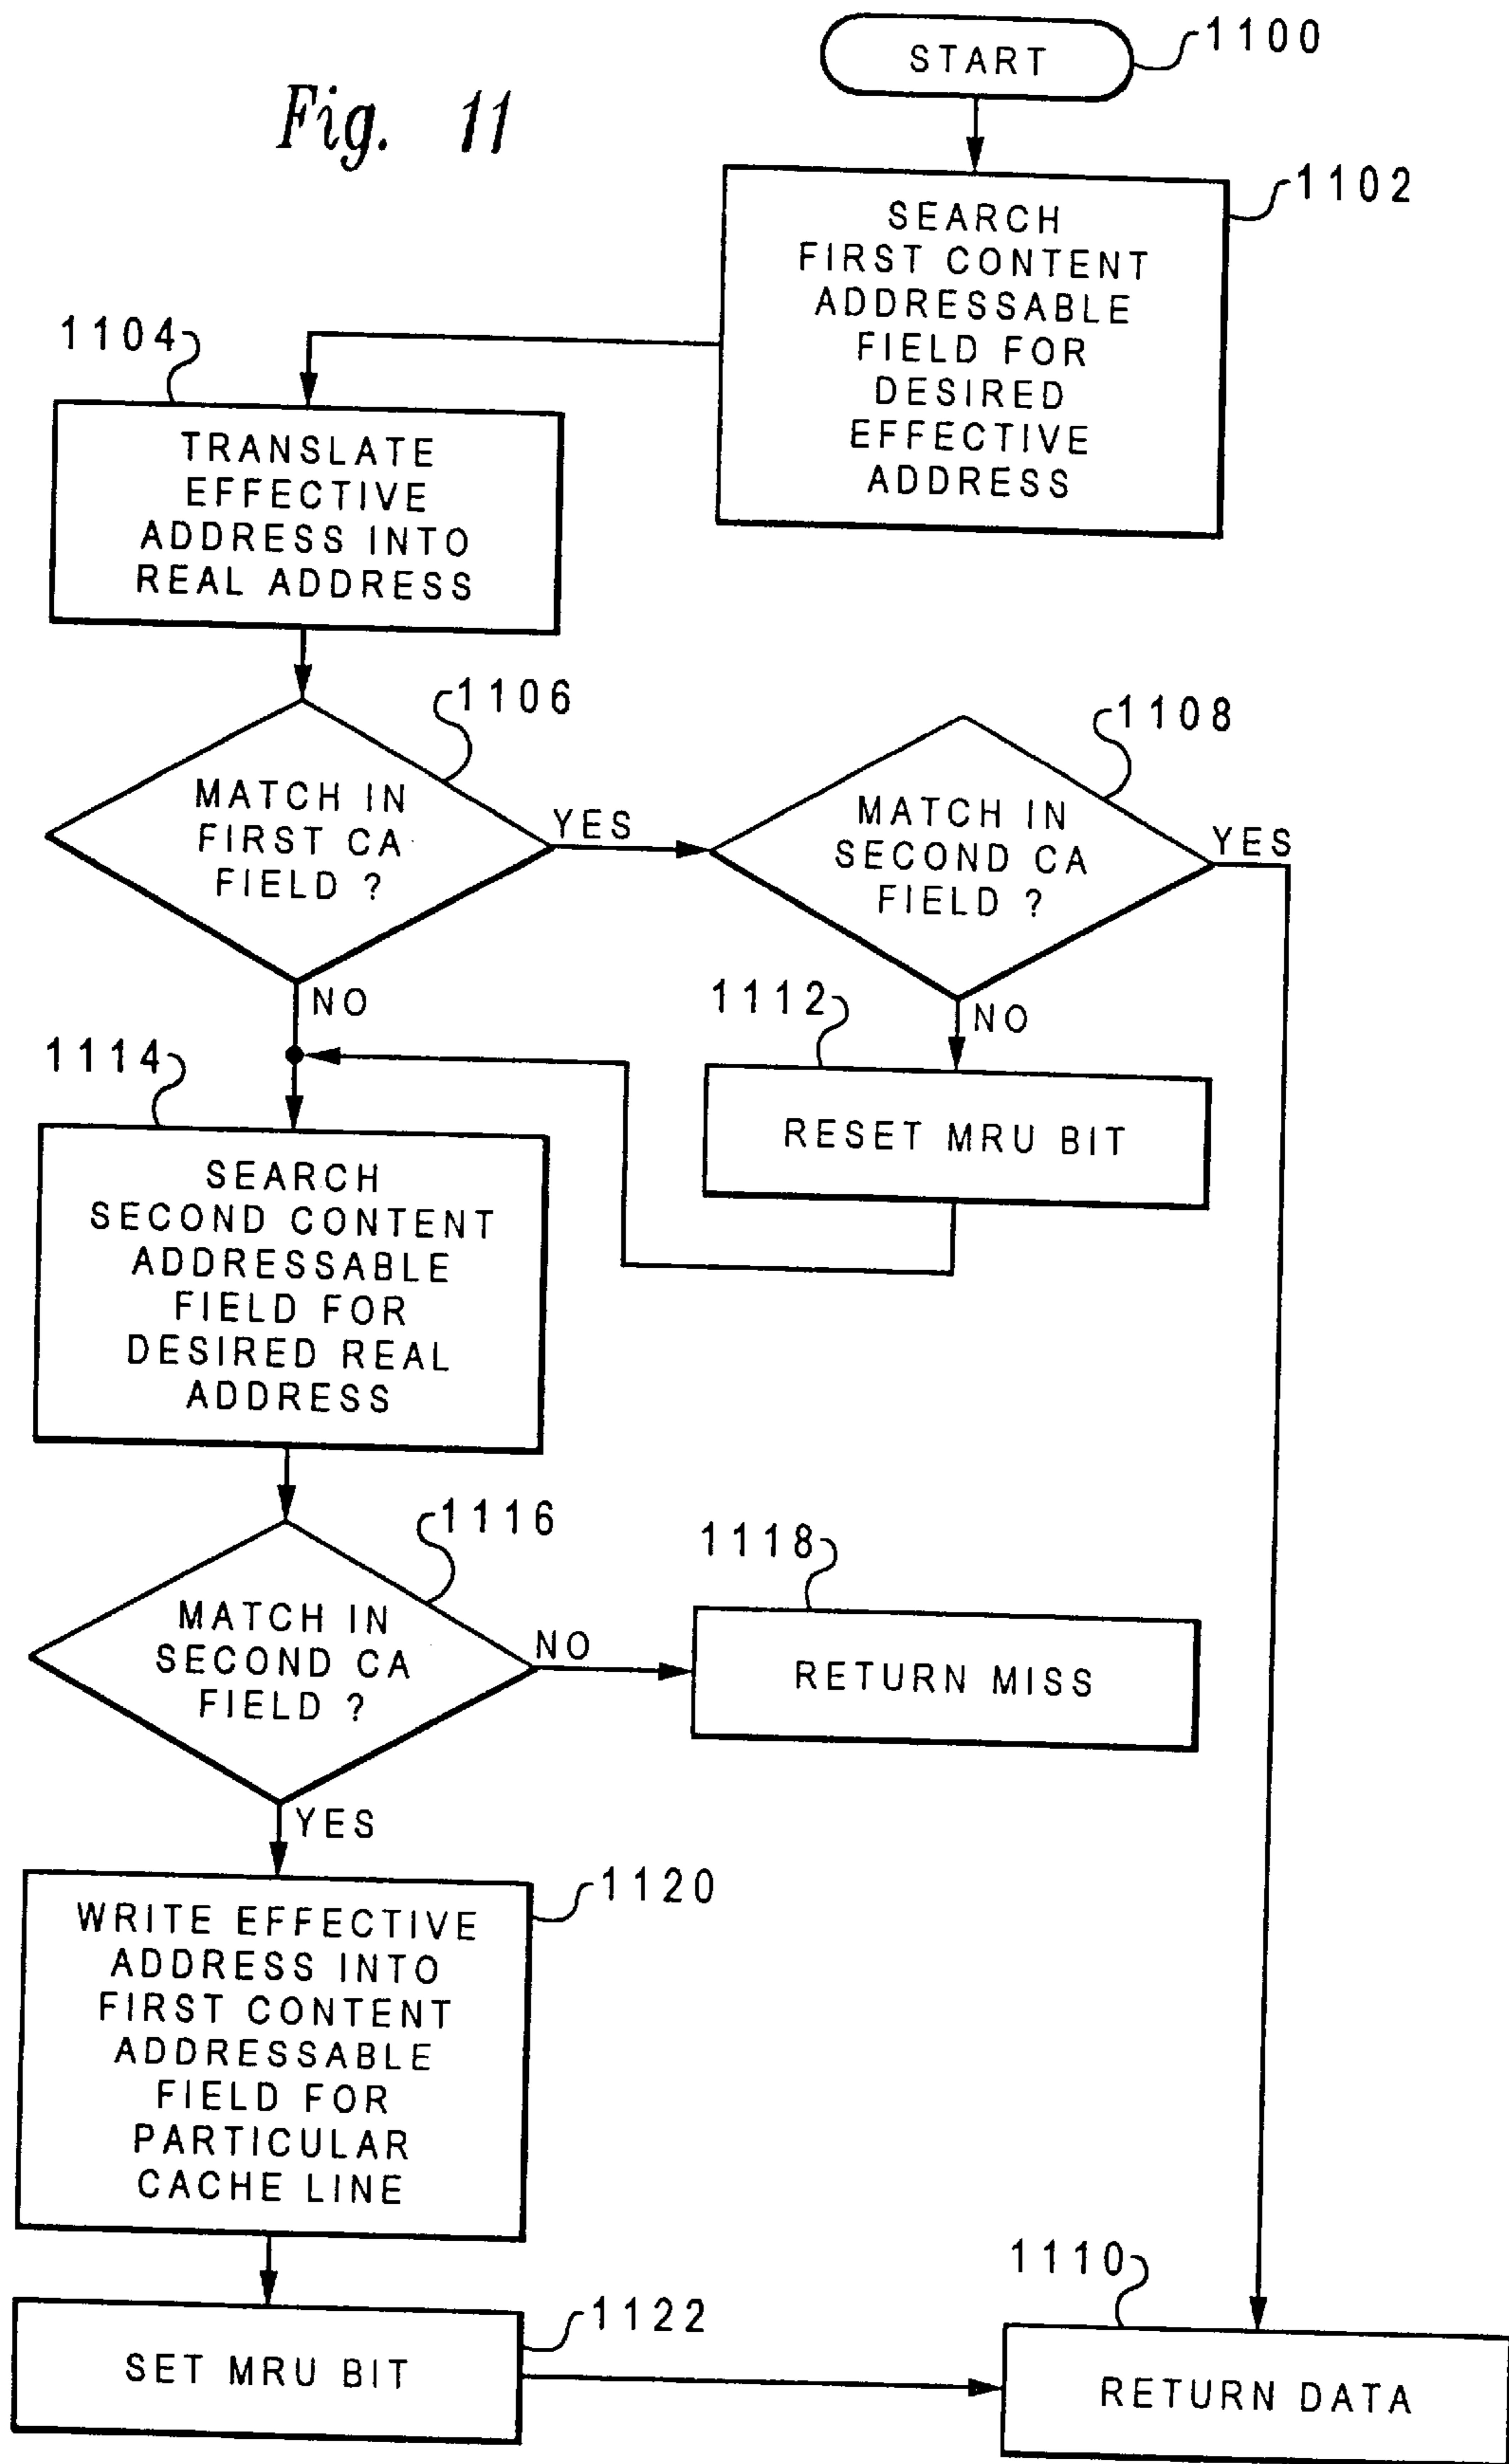 Fig. 11
START
1100
1102
SEARCH
FIRST CONTENT
ADDRESSABLE
FIELD FOR
DESIRED
EFFECTIVE
ADDRESS
1104
TRANSLATE
EFFECTIVE
ADDRESS INTO
REAL ADDRESS
1106
MATCH IN
FIRST CA
FIELD ?
YES
NO
1108
MATCH IN
SECOND CA
FIELD ?
YES
NO
1112
RESET MRU BIT
1114
SEARCH
SECOND CONTENT
ADDRESSABLE
FIELD FOR
DESIRED REAL
ADDRESS
1116
MATCH IN
SECOND CA
FIELD ?
NO
YES
1118
RETURN MISS
1120
WRITE EFFECTIVE
ADDRESS INTO
FIRST CONTENT
ADDRESSABLE
FIELD FOR
PARTICULAR
CACHE LINE
1122
SET MRU BIT
1110
RETURN DATA